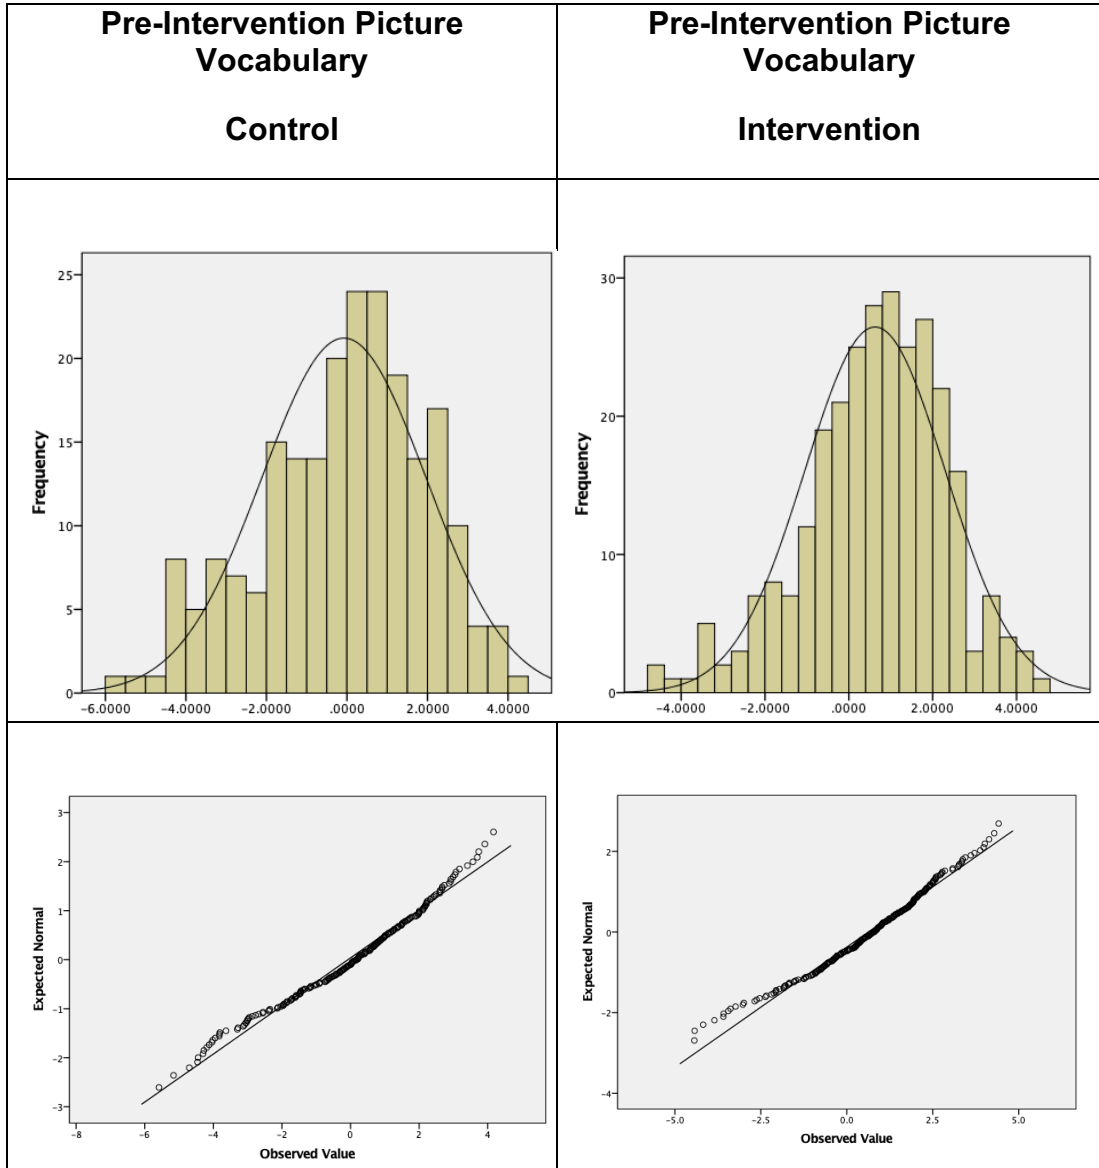 Pre-Intervention Picture
Vocabulary
Control
Pre-Intervention Picture
Vocabulary
Intervention
Frequency
25
20
15
10
5
0
-6.0000 -4.0000 -2.0000 .0000 2.0000 4.0000
Frequency
30
20
10
0
-4.0000 -2.0000 .0000 2.0000 4.0000
Expected Normal
3
2
1
0
-1
-2
-3
-8 -6 -4 -2 0 2 4
Observed Value
Expected Normal
2
0
-2
-4
-5.0 -2.5 0.0 2.5 5.0
Observed Value